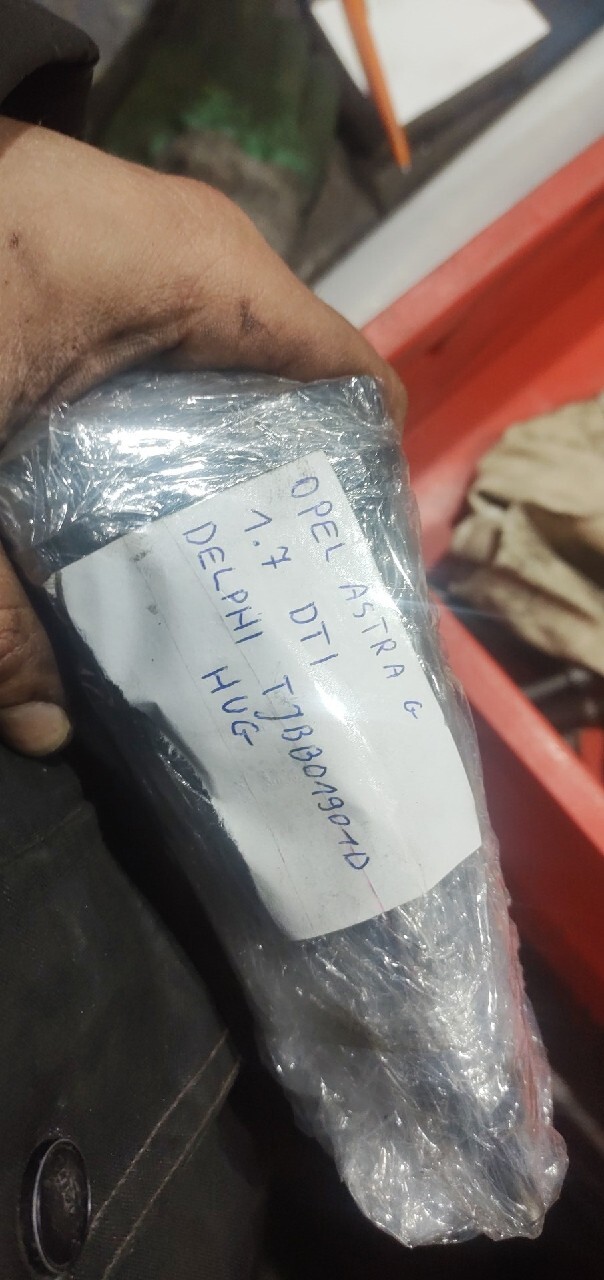 OPEL ASTRA G
1.7 DTI
DELPHI TJBB01901D
HUG